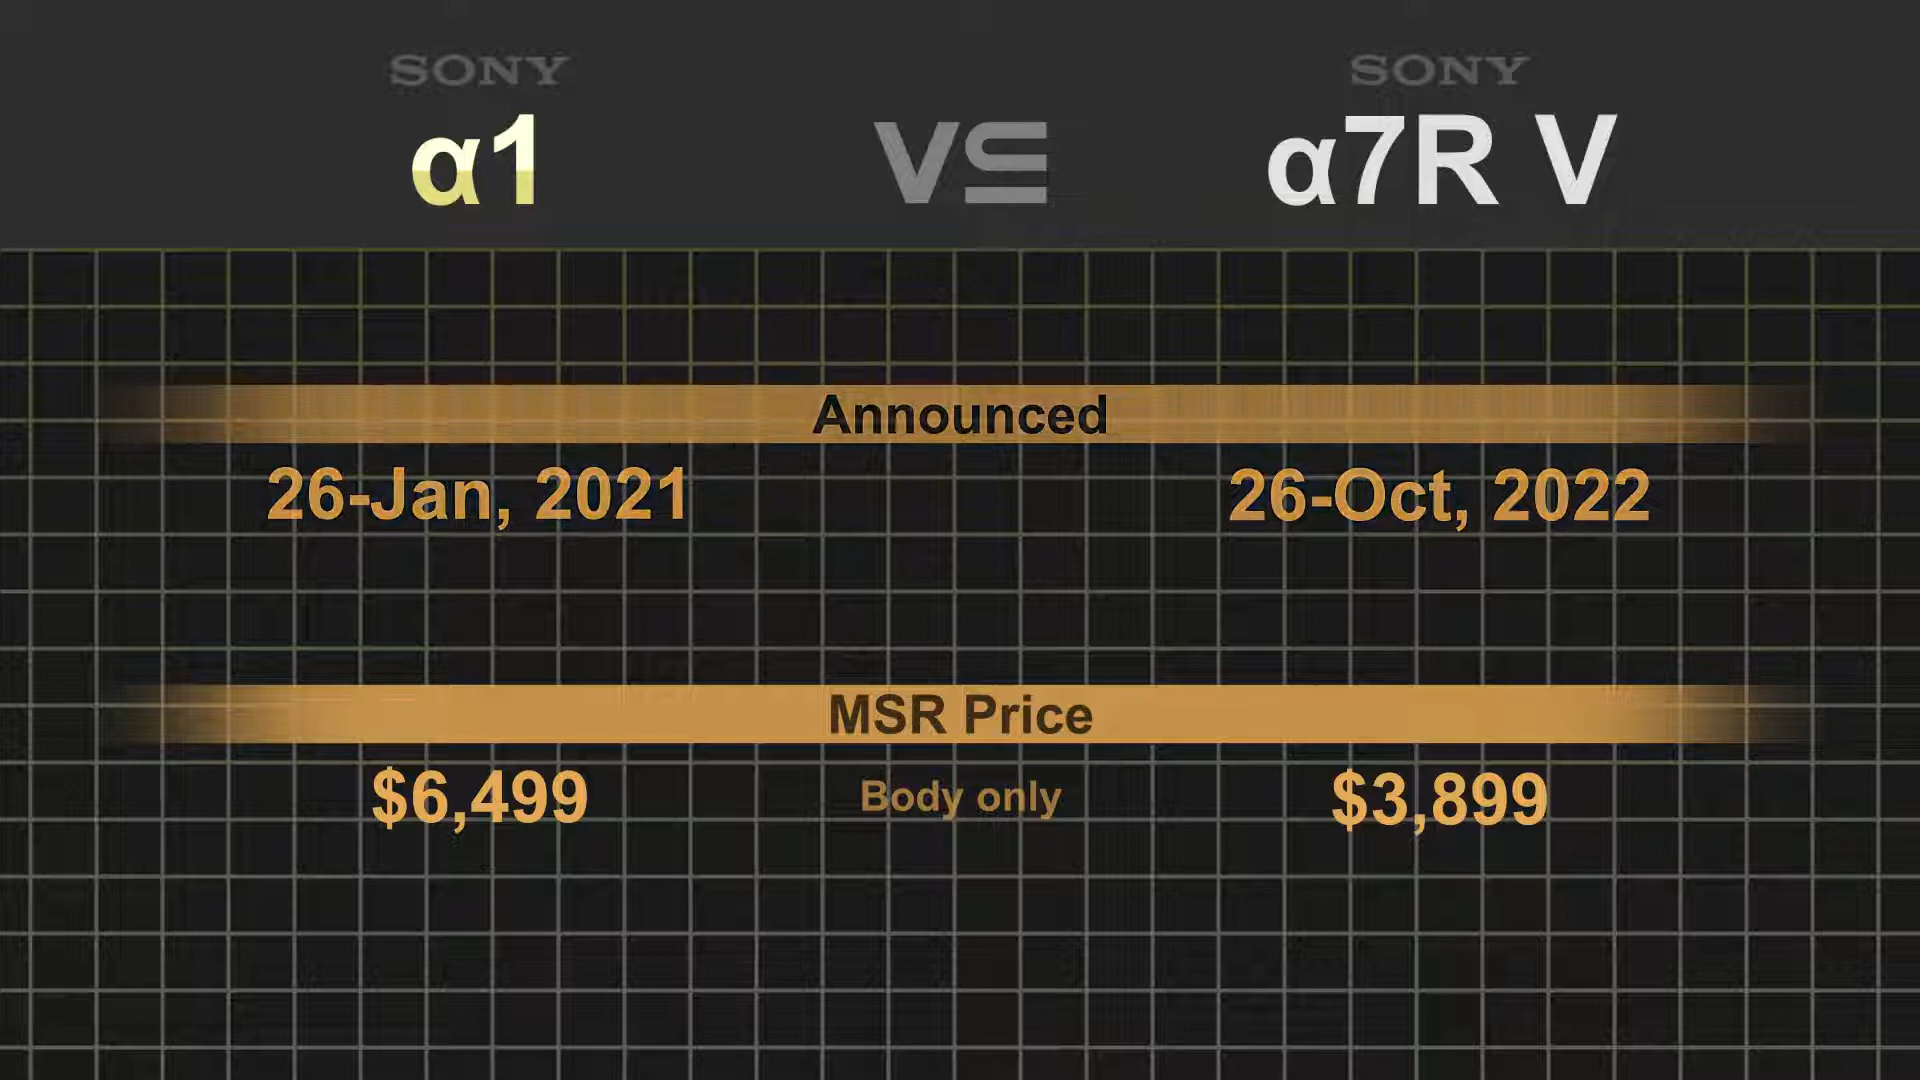 SONY SONY
α1 VS α7R V
Announced
26-Jan, 2021 26-Oct, 2022
MSR Price
$6,499 Body only $3,899